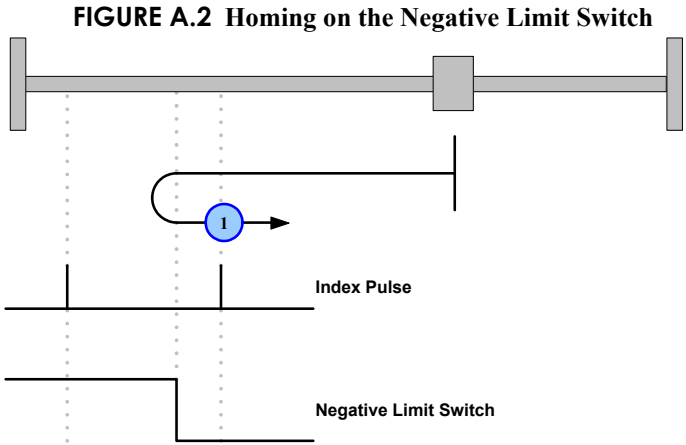 FIGURE A.2 Homing on the Negative Limit Switch
1
Index Pulse
Negative Limit Switch